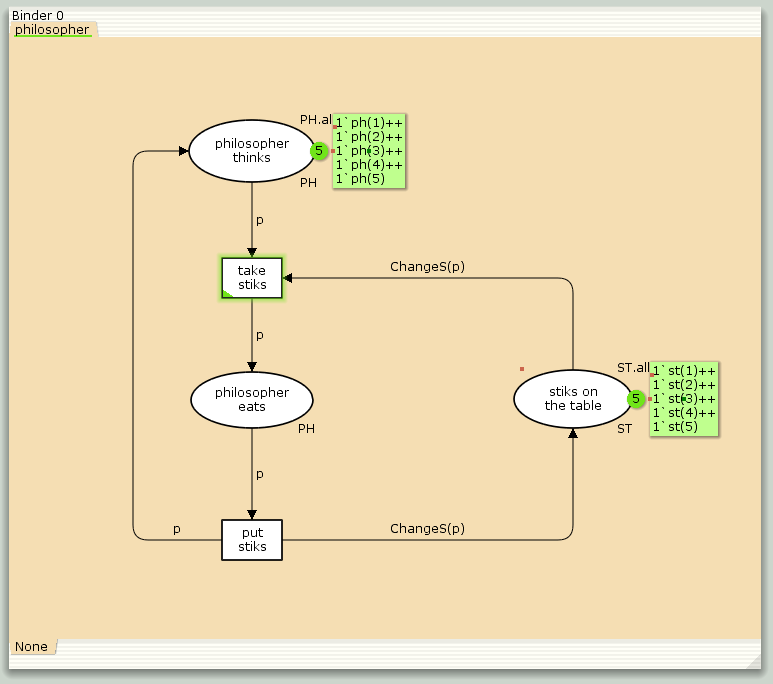 Binder 0
philosopher
philosopher
thinks
PH.al
5
1`ph(1)++
1`ph(2)++
1`ph(3)++
1`ph(4)++
1`ph(5)
PH
p
take
stiks
ChangeS(p)
p
philosopher
eats
PH
stiks on
the table
ST.all
5
1`st(1)++
1`st(2)++
1`st(3)++
1`st(4)++
1`st(5)
ST
p
p
put
stiks
ChangeS(p)
None